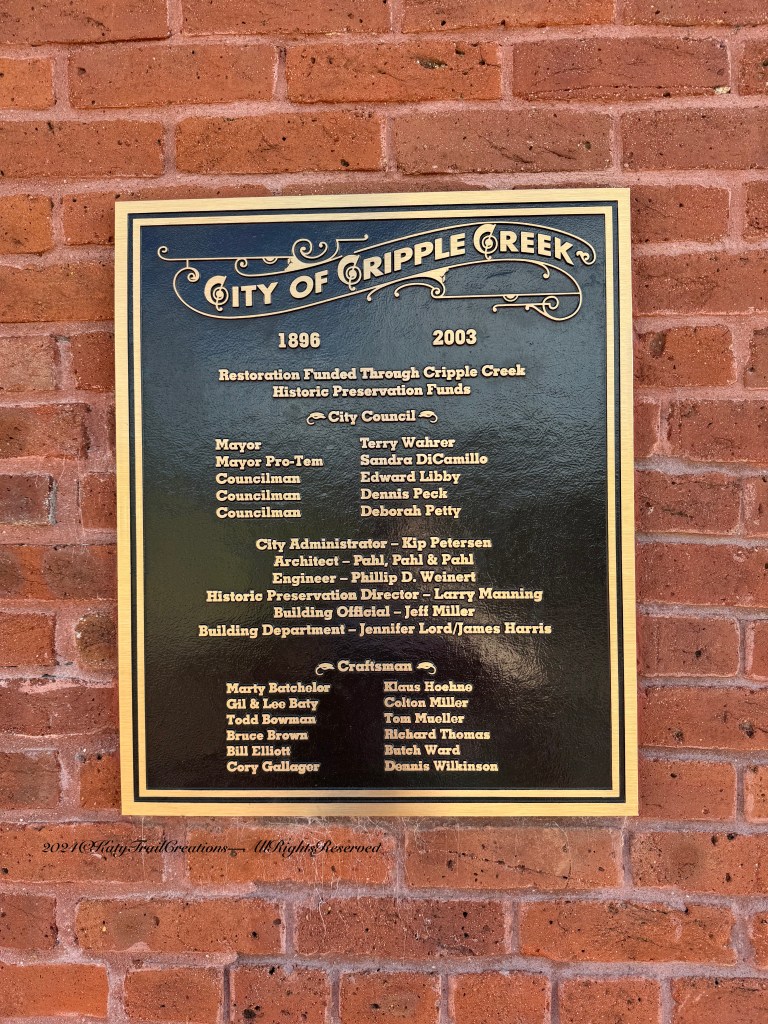 City of Cripple Creek
1896 2003
Restoration Funded Through Cripple Creek
Historic Preservation Funds
City Council
Mayor Terry Wahrer
Mayor Pro-Tem Sandra DiCamillo
Councilman Edward Libby
Councilman Dennis Peck
Councilman Deborah Petty
City Administrator – Kip Petersen
Architect – Pahl, Pahl & Pahl
Engineer – Phillip D. Weinert
Historic Preservation Director – Larry Manning
Building Official – Jeff Miller
Building Department – Jennifer Lord/James Harris
Craftsman
Marty Batchelor Klaus Hoehne
Gil & Lee Baty Colton Miller
Todd Bowman Tom Mueller
Bruce Brown Richard Thomas
Bill Elliott Butch Ward
Cory Gallager Dennis Wilkinson
2024©KatyTrailCreations—AllRightsReserved